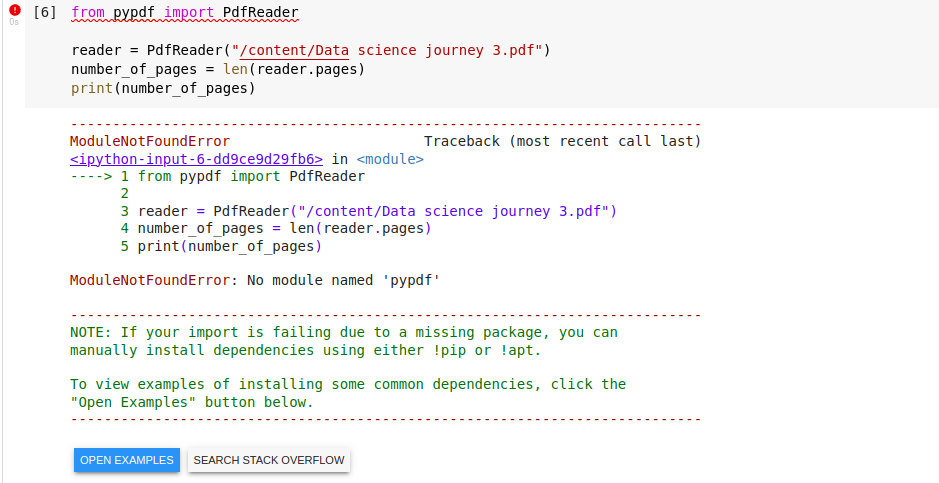 0s
[6] from pypdf import PdfReader
reader = PdfReader("/content/Data science journey 3.pdf")
number_of_pages = len(reader.pages)
print(number_of_pages)
---------------------------------------------------------------------------
ModuleNotFoundError                       Traceback (most recent call last)
<ipython-input-6-dd9ce9d29fb6> in <module>
----> 1 from pypdf import PdfReader
      2
      3 reader = PdfReader("/content/Data science journey 3.pdf")
      4 number_of_pages = len(reader.pages)
      5 print(number_of_pages)
ModuleNotFoundError: No module named 'pypdf'
---------------------------------------------------------------------------
NOTE: If your import is failing due to a missing package, you can
manually install dependencies using either !pip or !apt.
To view examples of installing some common dependencies, click the
"Open Examples" button below.
---------------------------------------------------------------------------
OPEN EXAMPLES SEARCH STACK OVERFLOW